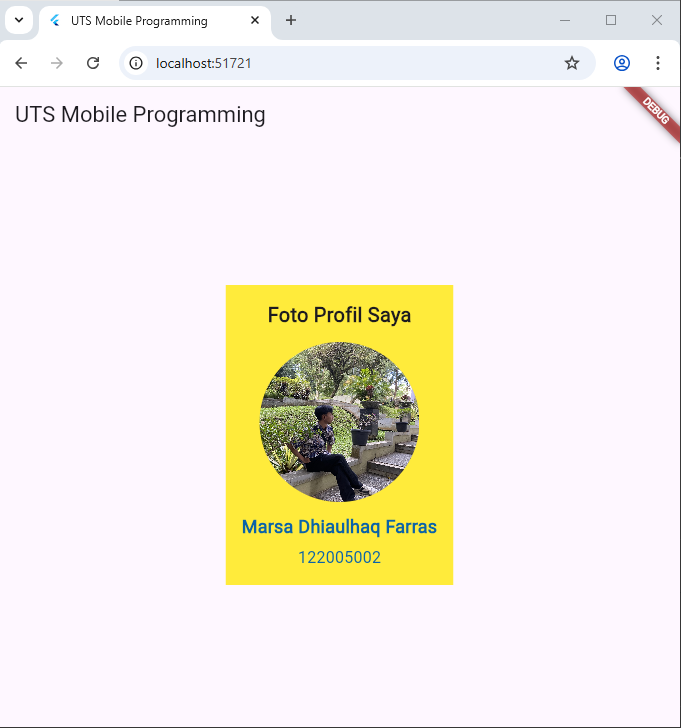 UTS Mobile Programming
localhost:51721
UTS Mobile Programming
DEBUG
Foto Profil Saya
Marsa Dhiaulhaq Farras
122005002